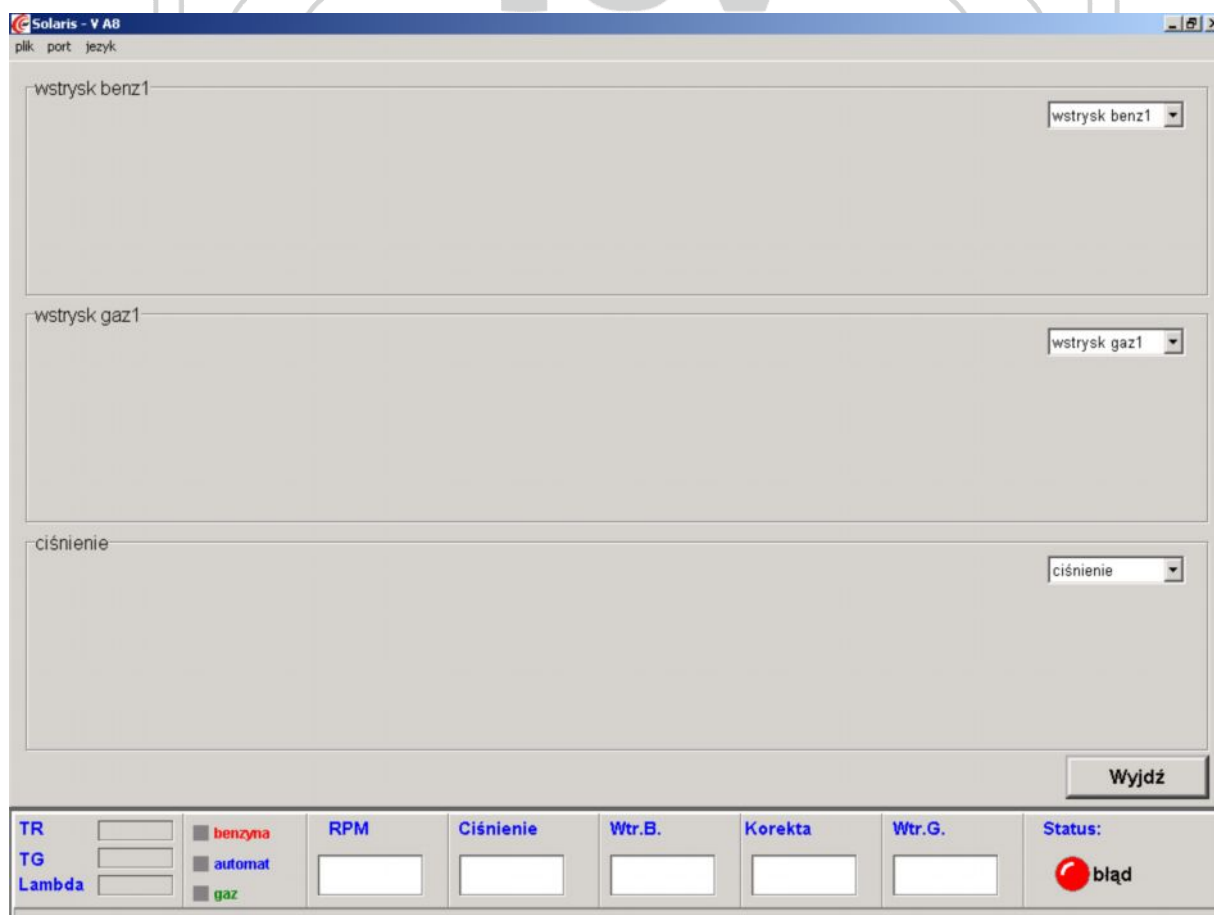 Solaris - V A8
plik port jezyk
wstrysk benz1
wstrysk benz1
wstrysk gaz1
wstrysk gaz1
ciśnienie
ciśnienie
Wyjdź
TR
TG
Lambda
benzyna
automat
gaz
RPM
Ciśnienie
Wtr.B.
Korekta
Wtr.G.
Status:
błąd